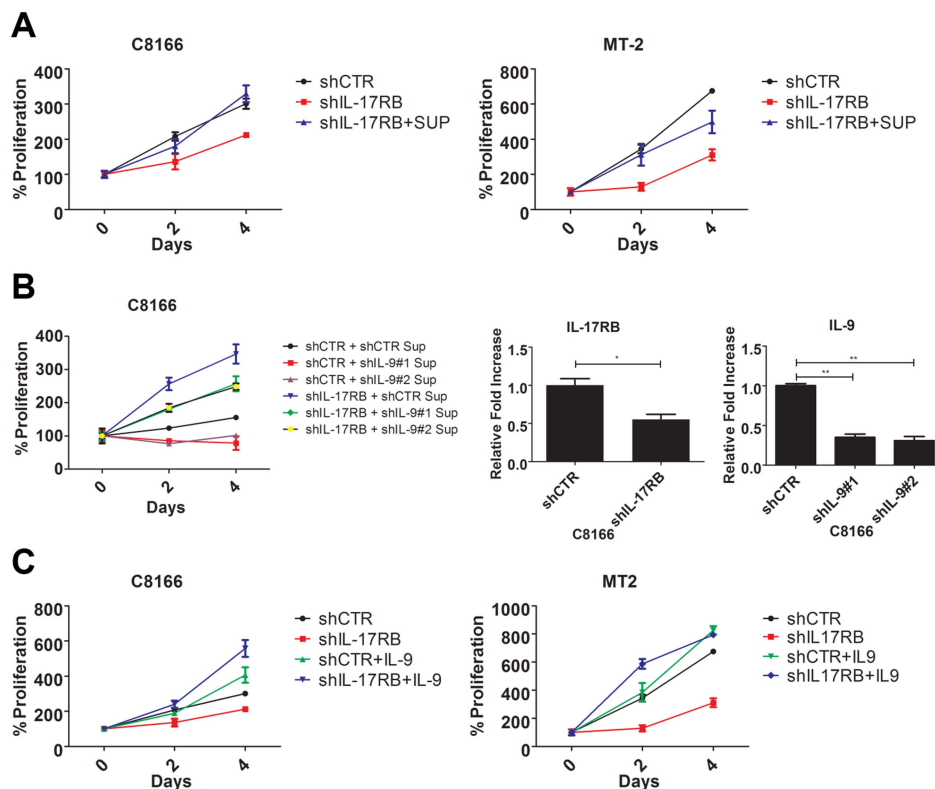 A
C8166
% Proliferation
400
300
200
100
0
0
2
4
Days
shCTR
shIL-17RB
shIL-17RB+SUP
MT-2
% Proliferation
800
600
400
200
0
0
2
4
Days
shCTR
shIL-17RB
shIL-17RB+SUP
B
C8166
% Proliferation
400
300
200
100
0
0
2
4
Days
shCTR + shCTR Sup
shCTR + shIL-9#1 Sup
shCTR + shIL-9#2 Sup
shIL-17RB + shCTR Sup
shIL-17RB + shIL-9#1 Sup
shIL-17RB + shIL-9#2 Sup
IL-17RB
Relative Fold Increase
1.5
1.0
0.5
0.0
*
shCTR
shIL-17RB
C8166
IL-9
Relative Fold Increase
1.5
1.0
0.5
0.0
**
**
shCTR
shIL-9#1
shIL-9#2
C8166
C
C8166
% Proliferation
800
600
400
200
0
0
2
4
Days
shCTR
shIL-17RB
shCTR+IL-9
shIL-17RB+IL-9
MT2
% Proliferation
1000
800
600
400
200
0
0
2
4
Days
shCTR
shIL17RB
shCTR+IL9
shIL17RB+IL9